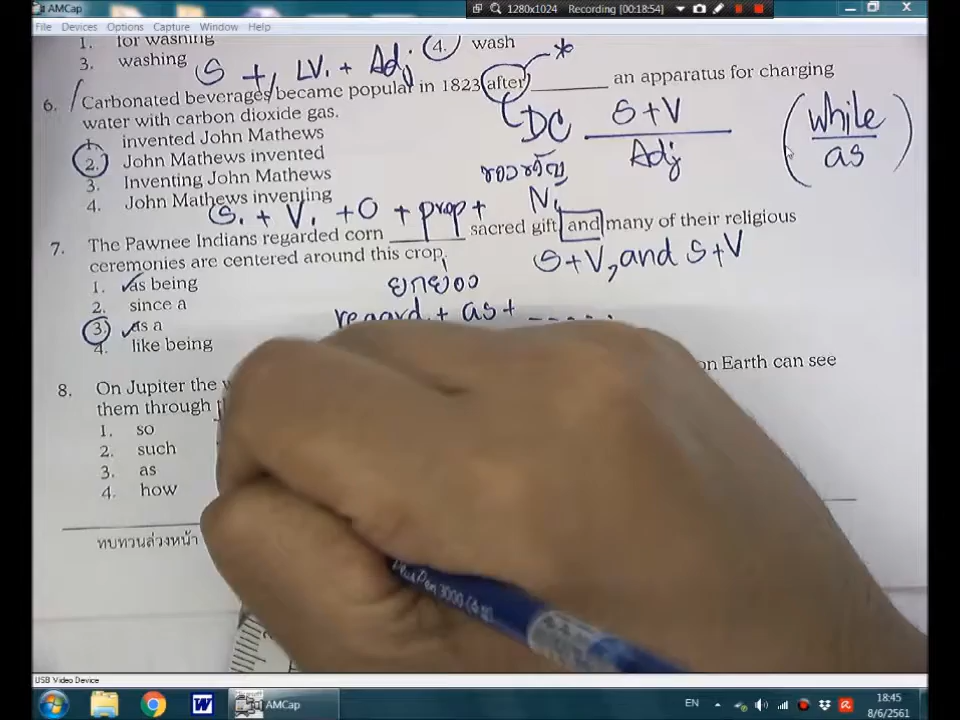 AMCap
1280x1024 Recording [00:18:54]
File Devices Options Capture Window Help
1. for washing
4. wash
3. washing
S + LV. + Adj
*
6. Carbonated beverages became popular in 1823 after ________ an apparatus for charging
water with carbon dioxide gas.
DC S+V
Adj
(while
as)
1. invented John Mathews
2. John Mathews invented
3. Inventing John Mathews
4. John Mathews inventing
ของขวัญ
S. + V. + O + prep + N.
7. The Pawnee Indians regarded corn ________ sacred gift and many of their religious
ceremonies are centered around this crop.
S+V, and S+V
1. as being
2. since a
3. as a
4. like being
ยกย่อง
regard + as + -----
8. On Jupiter the
on Earth can see
them through
1. so
2. such
3. as
4. how
ทบทวนล่วงหน้า
PlusPen 3000
USB Video Device
AMCap
EN
18:45
8/6/2561